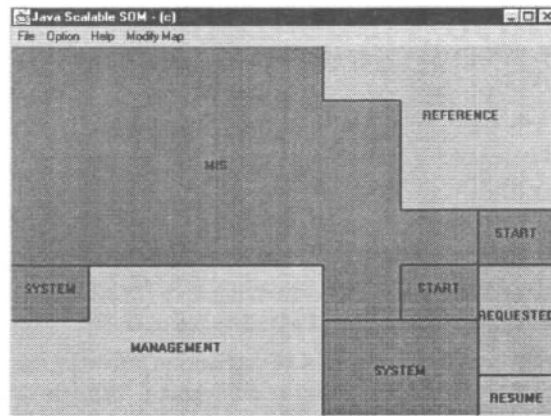 Java Scalable SOM - (c)
File Option Help Modify Map
REFERENCE
MIS
START
SYSTEM
START
REQUESTED
MANAGEMENT
SYSTEM
RESUME